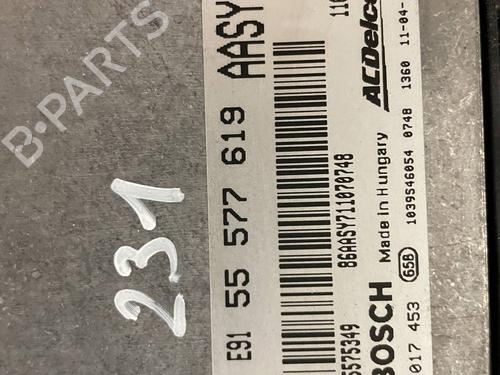 B-PARTS
231
E91 55 577 619 AASY
86AASY711070748
5575349
BOSCH
Made in Hungary
ACDelco
017 453
658
1039S46054 0748 1360 11-04-